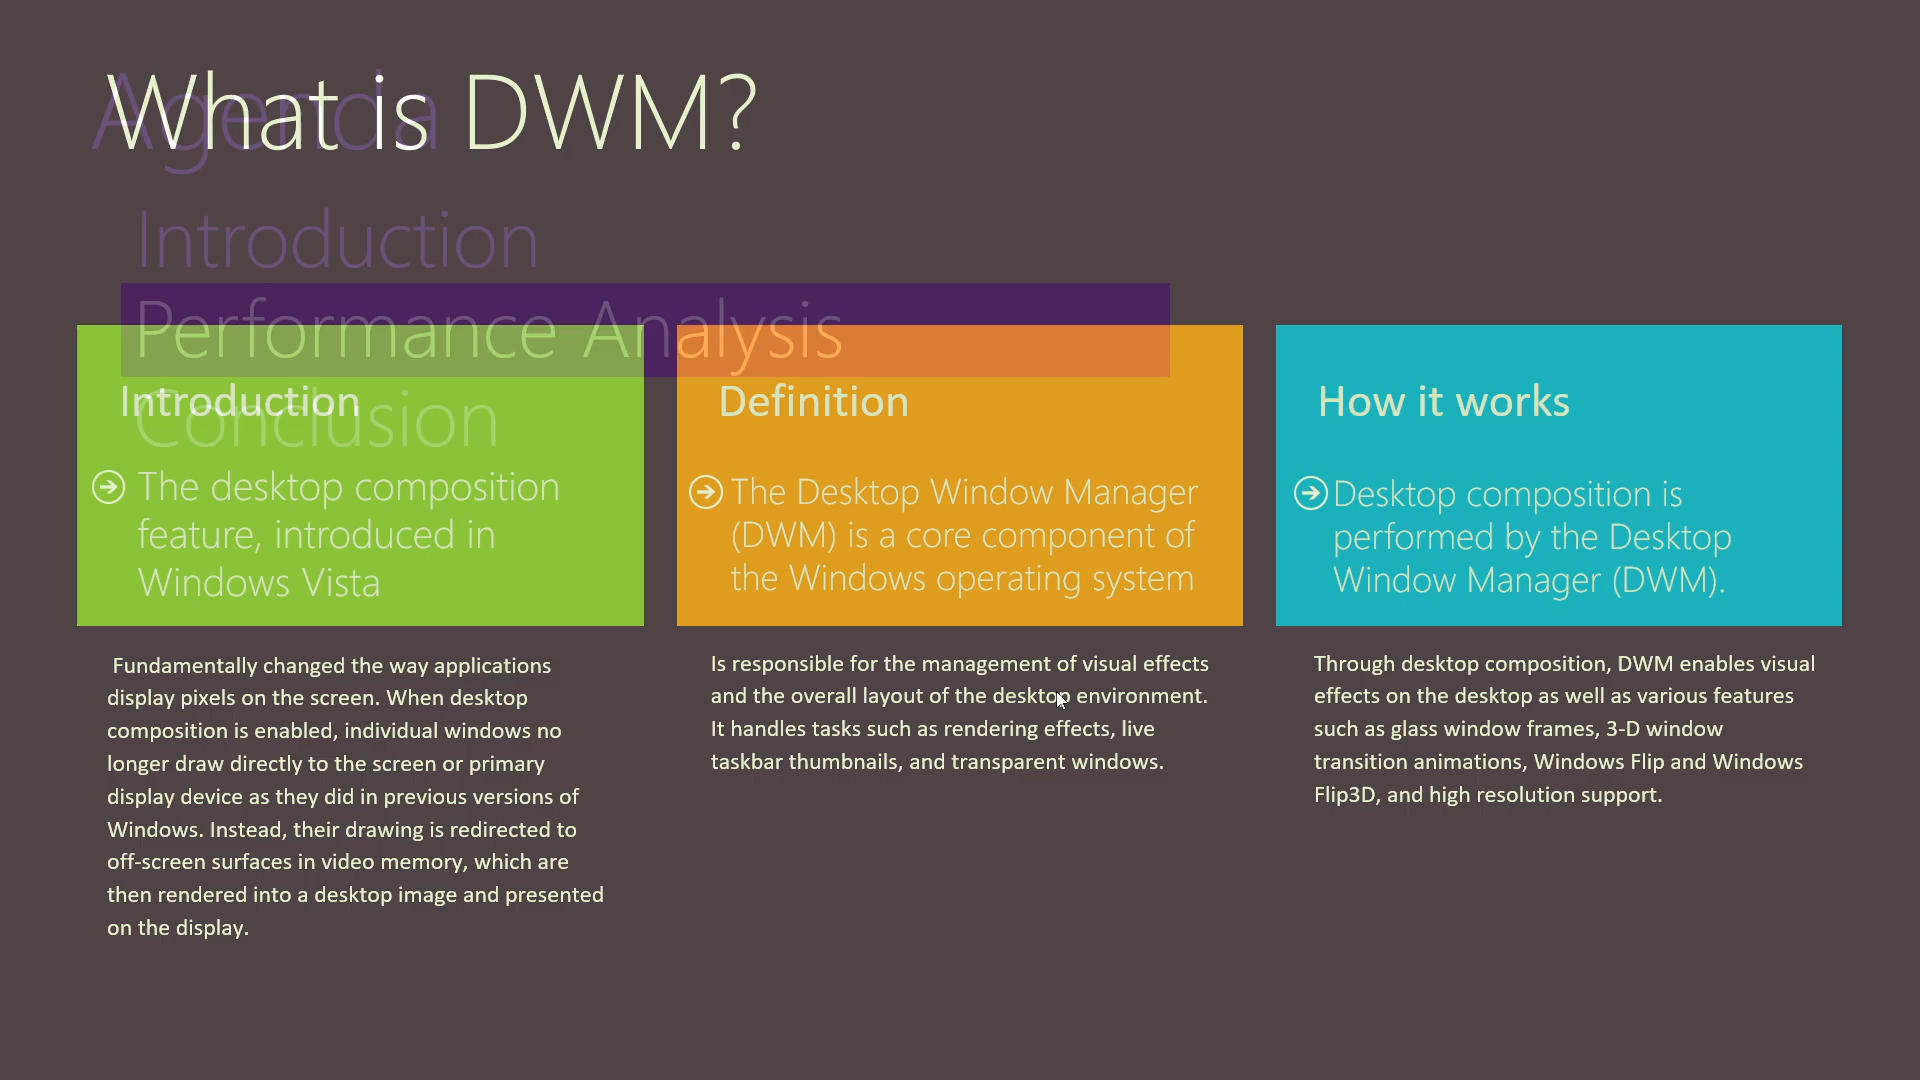 What is DWM?
Agenda
Introduction
Performance Analysis
Conclusion
Introduction
The desktop composition
feature, introduced in
Windows Vista
Fundamentally changed the way applications
display pixels on the screen. When desktop
composition is enabled, individual windows no
longer draw directly to the screen or primary
display device as they did in previous versions of
Windows. Instead, their drawing is redirected to
off-screen surfaces in video memory, which are
then rendered into a desktop image and presented
on the display.
Definition
The Desktop Window Manager
(DWM) is a core component of
the Windows operating system
Is responsible for the management of visual effects
and the overall layout of the desktop environment.
It handles tasks such as rendering effects, live
taskbar thumbnails, and transparent windows.
How it works
Desktop composition is
performed by the Desktop
Window Manager (DWM).
Through desktop composition, DWM enables visual
effects on the desktop as well as various features
such as glass window frames, 3-D window
transition animations, Windows Flip and Windows
Flip3D, and high resolution support.